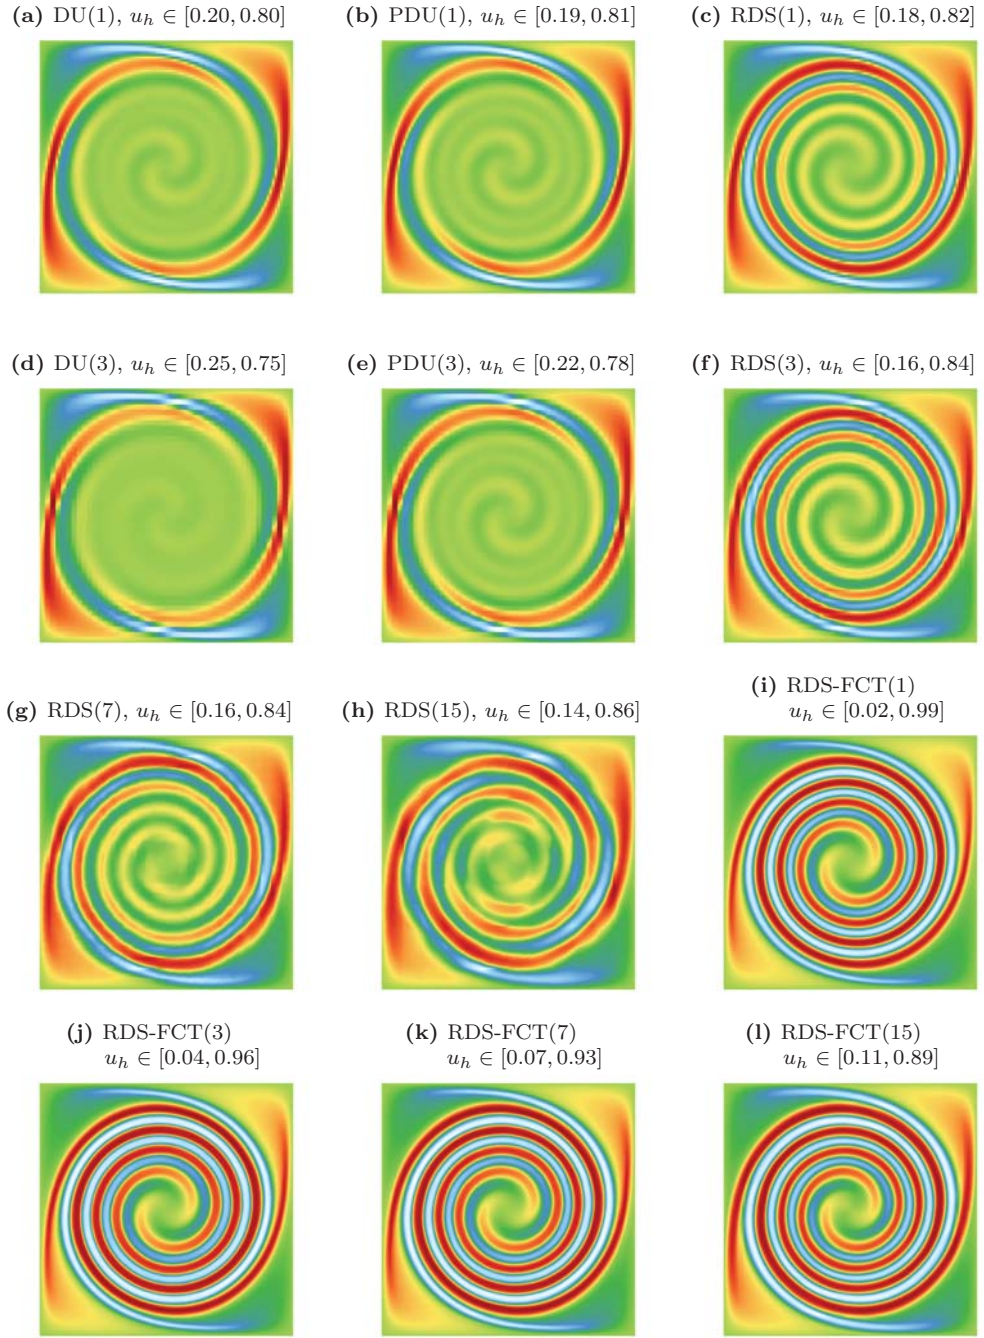 (a) DU(1), u_h ∈ [0.20, 0.80]
(b) PDU(1), u_h ∈ [0.19, 0.81]
(c) RDS(1), u_h ∈ [0.18, 0.82]
(d) DU(3), u_h ∈ [0.25, 0.75]
(e) PDU(3), u_h ∈ [0.22, 0.78]
(f) RDS(3), u_h ∈ [0.16, 0.84]
(g) RDS(7), u_h ∈ [0.16, 0.84]
(h) RDS(15), u_h ∈ [0.14, 0.86]
(i) RDS-FCT(1)
u_h ∈ [0.02, 0.99]
(j) RDS-FCT(3)
u_h ∈ [0.04, 0.96]
(k) RDS-FCT(7)
u_h ∈ [0.07, 0.93]
(l) RDS-FCT(15)
u_h ∈ [0.11, 0.89]